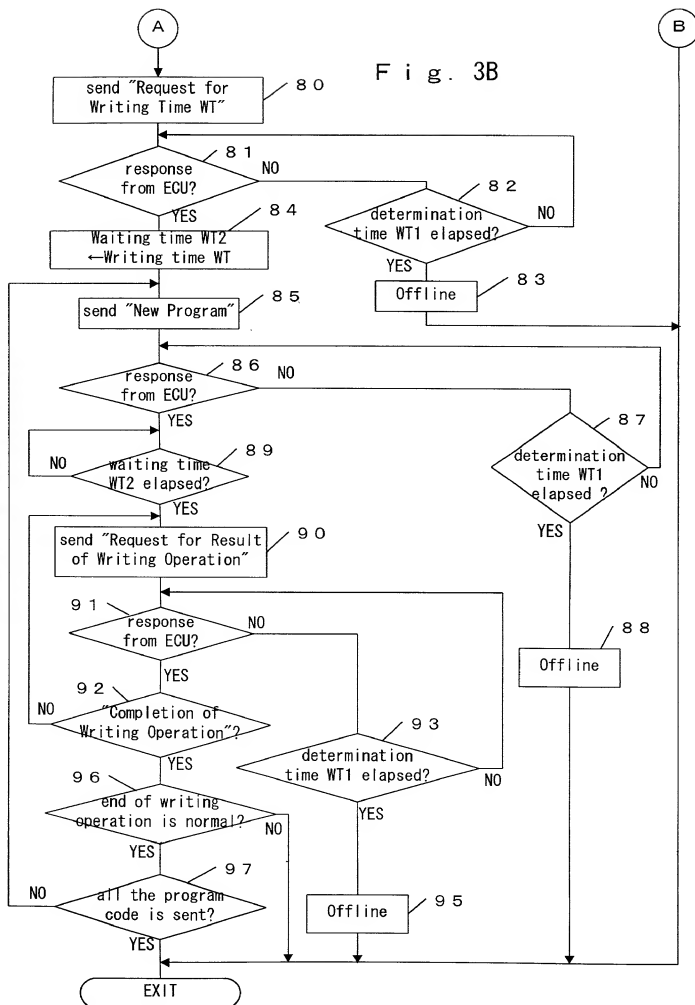 A
B
Fig. 3B
80
send "Request for
Writing Time WT"
81
response
from ECU?
NO
YES
82
determination
time WT1 elapsed?
NO
YES
84
Waiting time WT2
←Writing time WT
83
Offline
85
send "New Program"
86
response
from ECU?
NO
YES
87
determination
time WT1
elapsed ?
NO
YES
89
NO
waiting time
WT2 elapsed?
YES
90
send "Request for Result
of Writing Operation"
91
response
from ECU?
NO
YES
88
Offline
92
"Completion of
Writing Operation"?
NO
YES
93
determination
time WT1 elapsed?
NO
YES
96
end of writing
operation is normal?
NO
YES
97
NO
all the program
code is sent?
YES
95
Offline
EXIT